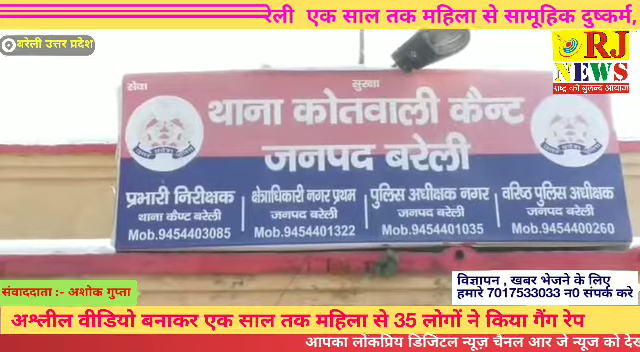 रेली एक साल तक महिला से सामूहिक दुष्कर्म,
बरेली उत्तर प्रदेश
RJ
NEWS
राष्ट्र की बुलन्द आवाज
सेवा सुरक्षा
थाना कोतवाली कैन्ट
जनपद बरेली
प्रभारी निरीक्षक
थाना कैण्ट बरेली
Mob.9454403085
क्षेत्राधिकारी नगर प्रथम
जनपद बरेली
Mob.9454401322
पुलिस अधीक्षक नगर
जनपद बरेली
Mob.9454401035
वरिष्ठ पुलिस अधीक्षक
जनपद बरेली
Mob.9454400260
संवाददाता :- अशोक गुप्ता
विज्ञापन , खबर भेजने के लिए
हमारे 7017533033 न0 संपर्क करे
अश्लील वीडियो बनाकर एक साल तक महिला से 35 लोगों ने किया गैंग रेप
आपका लोकप्रिय डिजिटल न्यूज़ चैनल आर जे न्यूज को